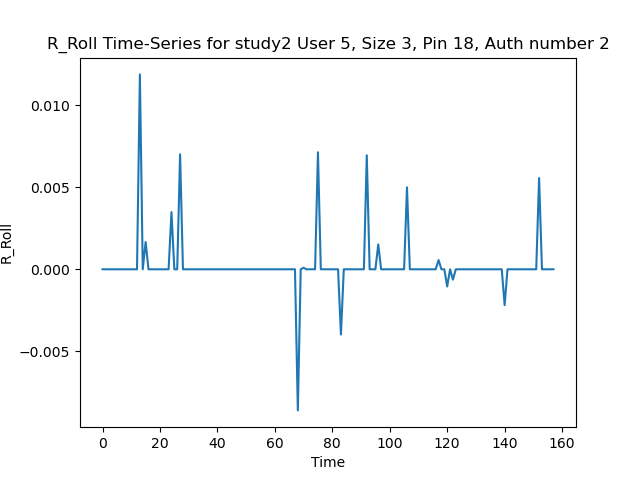 R_Roll Time-Series for study2 User 5, Size 3, Pin 18, Auth number 2
0.010
0.005
0.000
−0.005
R_Roll
0 20 40 60 80 100 120 140 160
Time